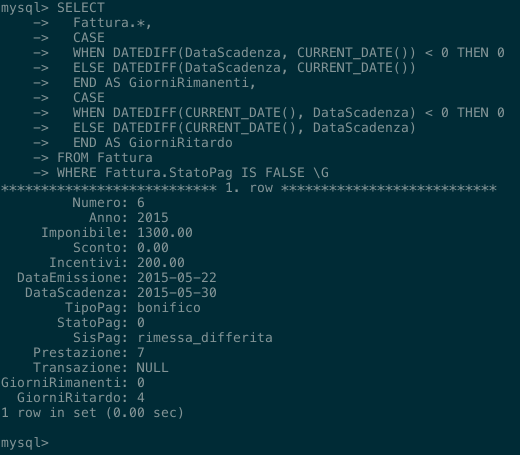 mysql> SELECT
    ->   Fattura.*,
    ->   CASE
    ->   WHEN DATEDIFF(DataScadenza, CURRENT_DATE()) < 0 THEN 0
    ->   ELSE DATEDIFF(DataScadenza, CURRENT_DATE())
    ->   END AS GiorniRimanenti,
    ->   CASE
    ->   WHEN DATEDIFF(CURRENT_DATE(), DataScadenza) < 0 THEN 0
    ->   ELSE DATEDIFF(CURRENT_DATE(), DataScadenza)
    ->   END AS GiorniRitardo
    -> FROM Fattura
    -> WHERE Fattura.StatoPag IS FALSE \G
*************************** 1. row ***************************
         Numero: 6
           Anno: 2015
     Imponibile: 1300.00
         Sconto: 0.00
      Incentivi: 200.00
  DataEmissione: 2015-05-22
   DataScadenza: 2015-05-30
        TipoPag: bonifico
       StatoPag: 0
         SisPag: rimessa_differita
    Prestazione: 7
    Transazione: NULL
GiorniRimanenti: 0
  GiorniRitardo: 4
1 row in set (0.00 sec)
mysql>